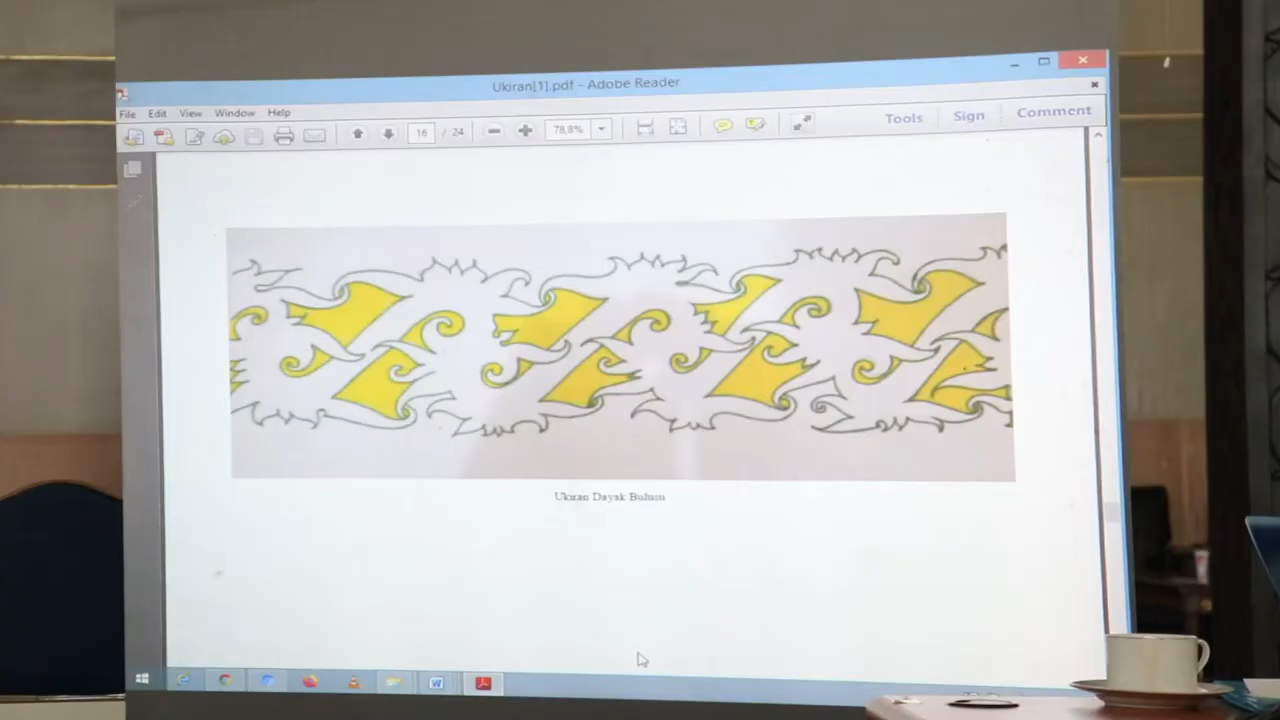 Ukiran[1].pdf - Adobe Reader
File Edit View Window Help
16 / 24 78,8% Tools Sign Comment
Ukiran Dayak Bulusu